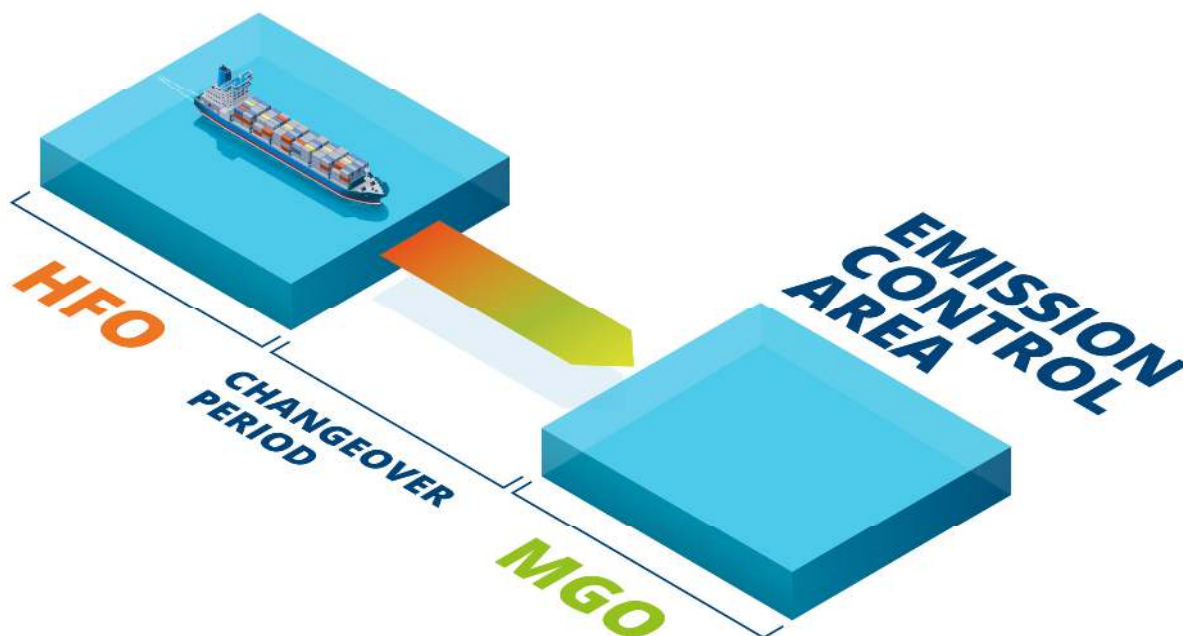 HFO
CHANGEOVER
PERIOD
MGO
EMISSION
CONTROL
AREA